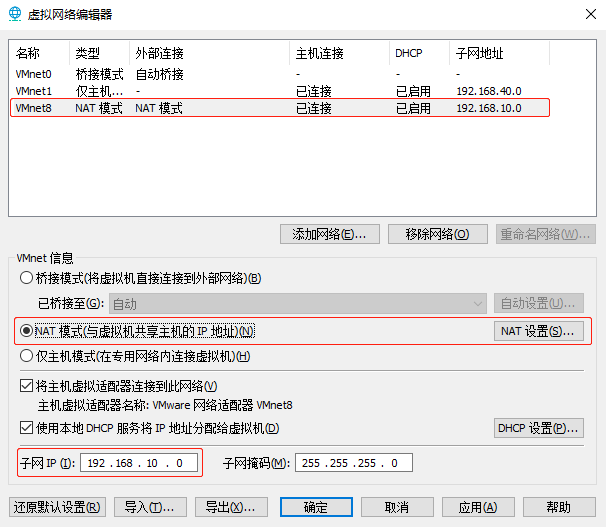 虚拟网络编辑器
名称 类型 外部连接 主机连接 DHCP 子网地址
VMnet0 桥接模式 自动桥接 - - -
VMnet1 仅主机... - 已连接 已启用 192.168.40.0
VMnet8 NAT 模式 NAT 模式 已连接 已启用 192.168.10.0
添加网络(E)... 移除网络(O) 重命名网络(W)...
VMnet 信息
桥接模式(将虚拟机直接连接到外部网络)(B)
已桥接至(G): 自动 自动设置(U)...
NAT 模式(与虚拟机共享主机的 IP 地址)(N) NAT 设置(S)...
仅主机模式(在专用网络内连接虚拟机)(H)
将主机虚拟适配器连接到此网络(V)
主机虚拟适配器名称: VMware 网络适配器 VMnet8
使用本地 DHCP 服务将 IP 地址分配给虚拟机(D) DHCP 设置(P)...
子网 IP (I): 192 . 168 . 10 . 0 子网掩码(M): 255 . 255 . 255 . 0
还原默认设置(R) 导入(T)... 导出(X)... 确定 取消 应用(A) 帮助